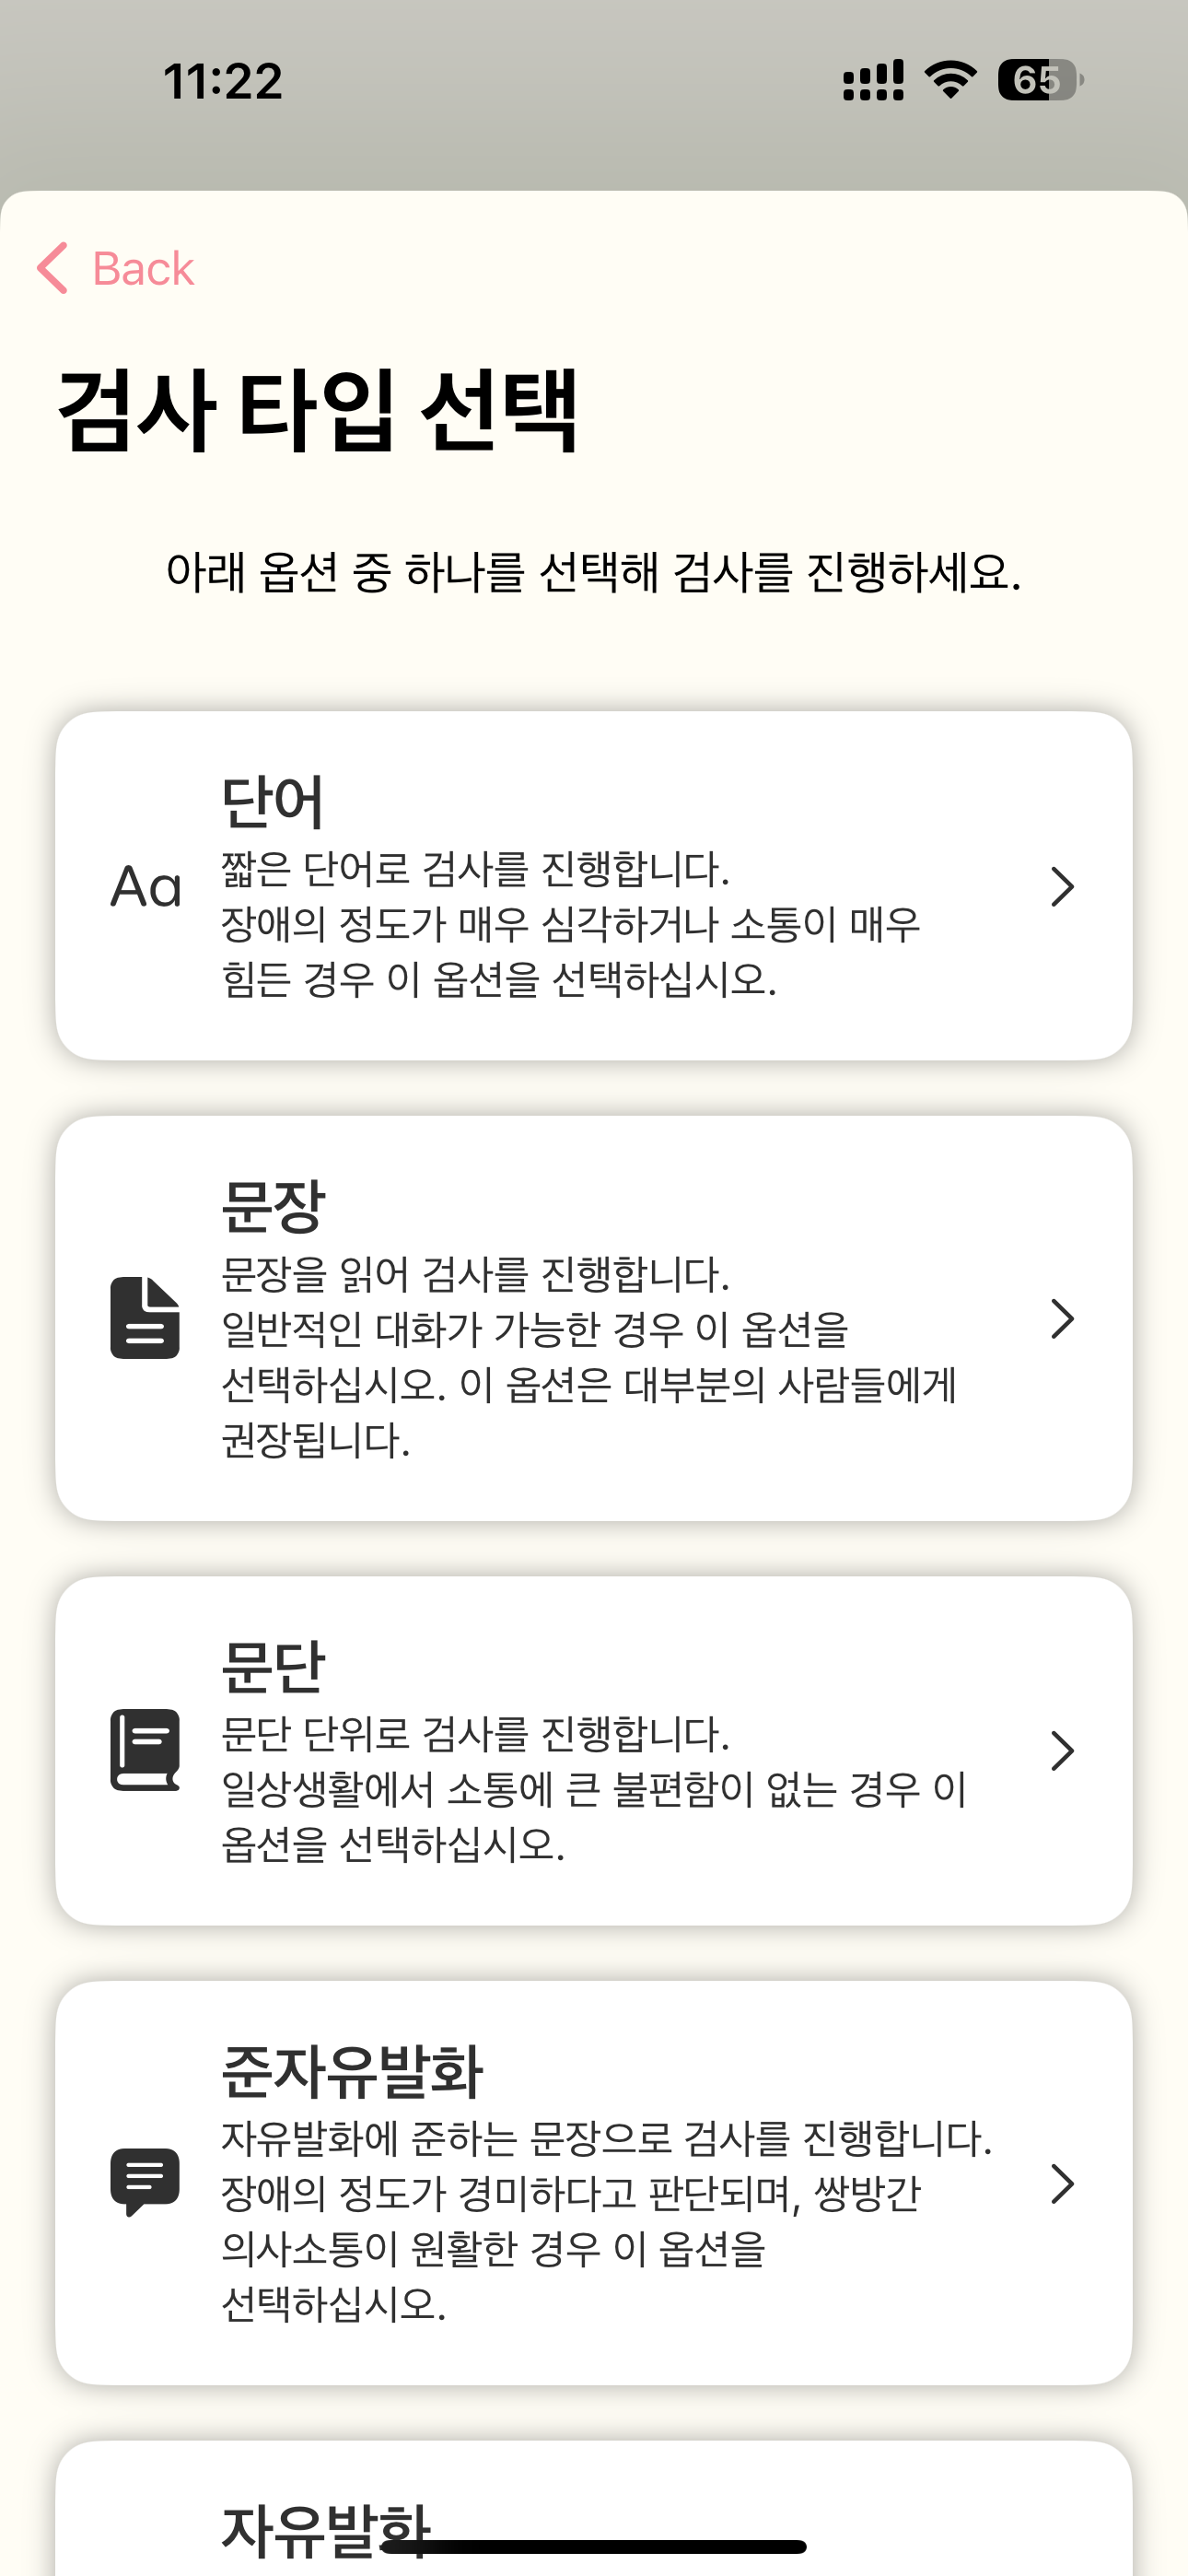 11:22
65
Back
검사 타입 선택
아래 옵션 중 하나를 선택해 검사를 진행하세요.
단어
Aa
짧은 단어로 검사를 진행합니다.
장애의 정도가 매우 심각하거나 소통이 매우
힘든 경우 이 옵션을 선택하십시오.
문장
문장을 읽어 검사를 진행합니다.
일반적인 대화가 가능한 경우 이 옵션을
선택하십시오. 이 옵션은 대부분의 사람들에게
권장됩니다.
문단
문단 단위로 검사를 진행합니다.
일상생활에서 소통에 큰 불편함이 없는 경우 이
옵션을 선택하십시오.
준자유발화
자유발화에 준하는 문장으로 검사를 진행합니다.
장애의 정도가 경미하다고 판단되며, 쌍방간
의사소통이 원활한 경우 이 옵션을
선택하십시오.
자유발화